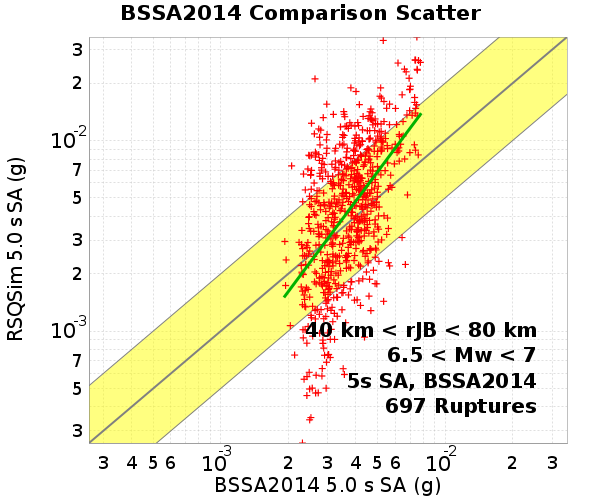 BSSA2014 Comparison Scatter
RSQSim 5.0 s SA (g)
3
2
10-2
7
5
3
2
10-3
7
5
3
40 km < rJB < 80 km
6.5 < Mw < 7
5s SA, BSSA2014
697 Ruptures
3 4 5 6 10-3 2 3 4 5 6 10-2 2 3
BSSA2014 5.0 s SA (g)